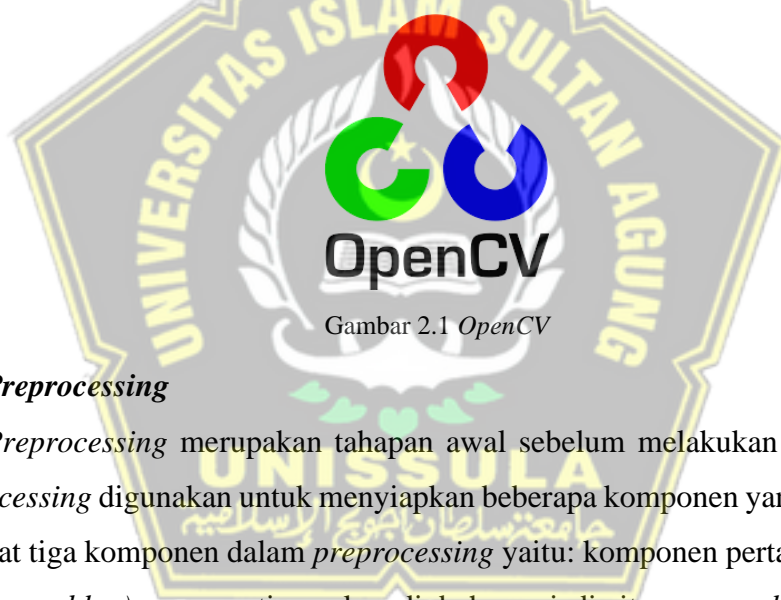 UNIVERSITAS ISLAM SULTAN AGUNG
OpenCV
Gambar 2.1 OpenCV
Preprocessing
Preprocessing merupakan tahapan awal sebelum melakukan
cessing digunakan untuk menyiapkan beberapa komponen yan
UNISSULA
at tiga komponen dalam preprocessing yaitu: komponen perta